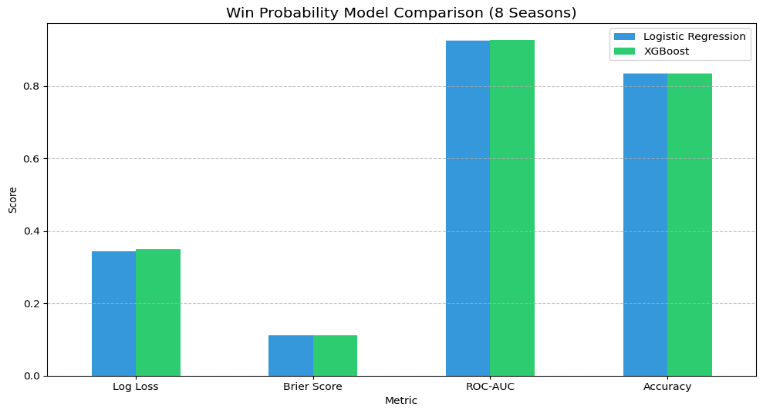 Win Probability Model Comparison (8 Seasons)
Logistic Regression
XGBoost
Score
0.8
0.6
0.4
0.2
0.0
Log Loss
Brier Score
ROC-AUC
Accuracy
Metric